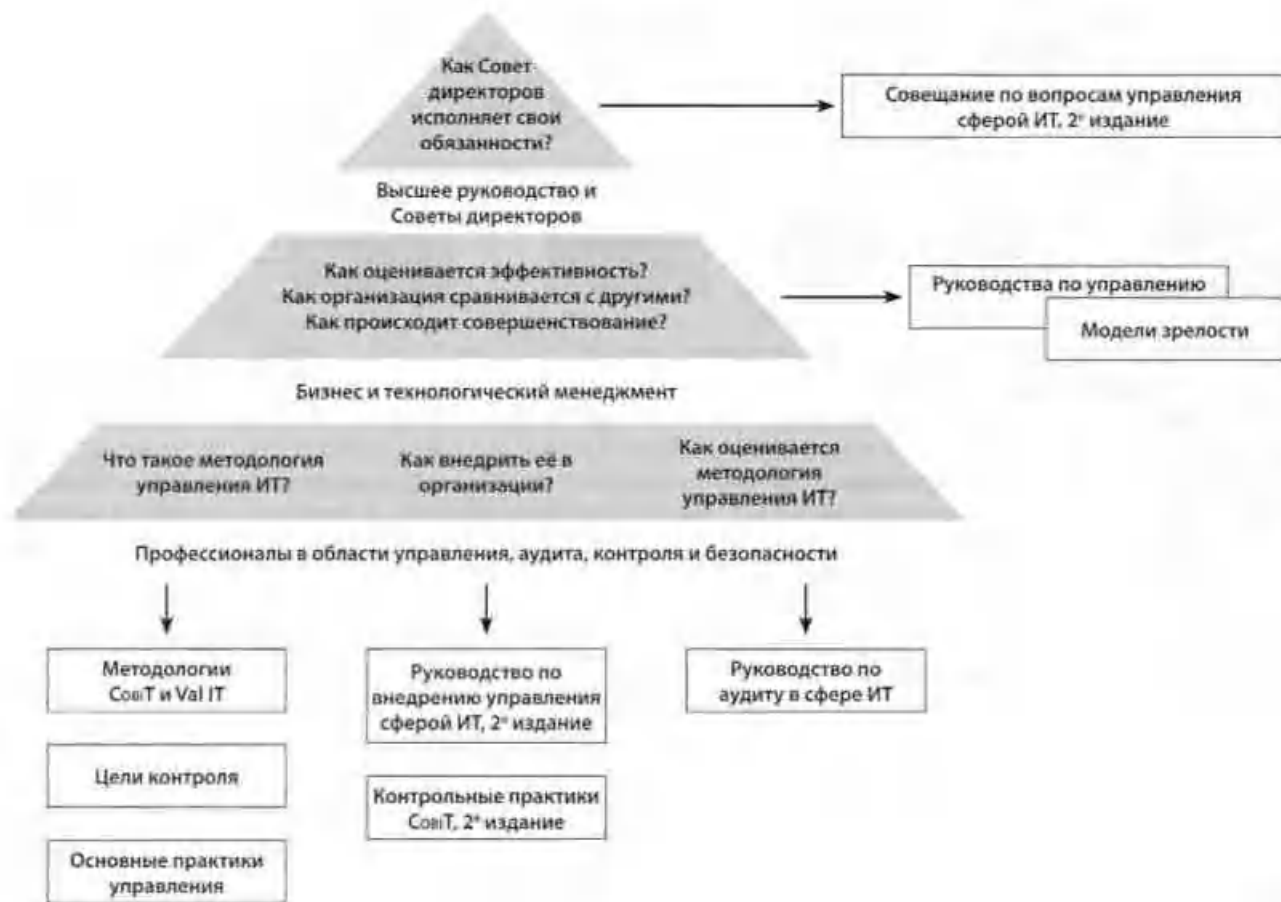 Как Совет
директоров
исполняет свои
обязанности?
Совещание по вопросам управления
сферой ИТ, 2е издание
Высшее руководство и
Советы директоров
Как оценивается эффективность?
Как организация сравнивается с другими?
Как происходит совершенствование?
Руководства по управлению
Модели зрелости
Бизнес и технологический менеджмент
Что такое методология
управления ИТ?
Как внедрить её в
организации?
Как оценивается
методология
управления ИТ?
Профессионалы в области управления, аудита, контроля и безопасности
Методологии
COBIT и Val IT
Цели контроля
Основные практики
управления
Руководство по
внедрению управления
сферой ИТ, 2е издание
Контрольные практики
COBIT, 2е издание
Руководство по
аудиту в сфере ИТ